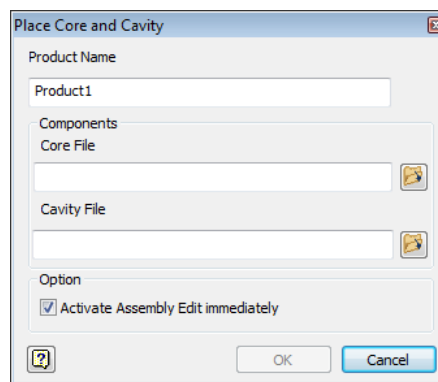 Place Core and Cavity
Product Name
Product1
Components
Core File
Cavity File
Option
Activate Assembly Edit immediately
OK Cancel